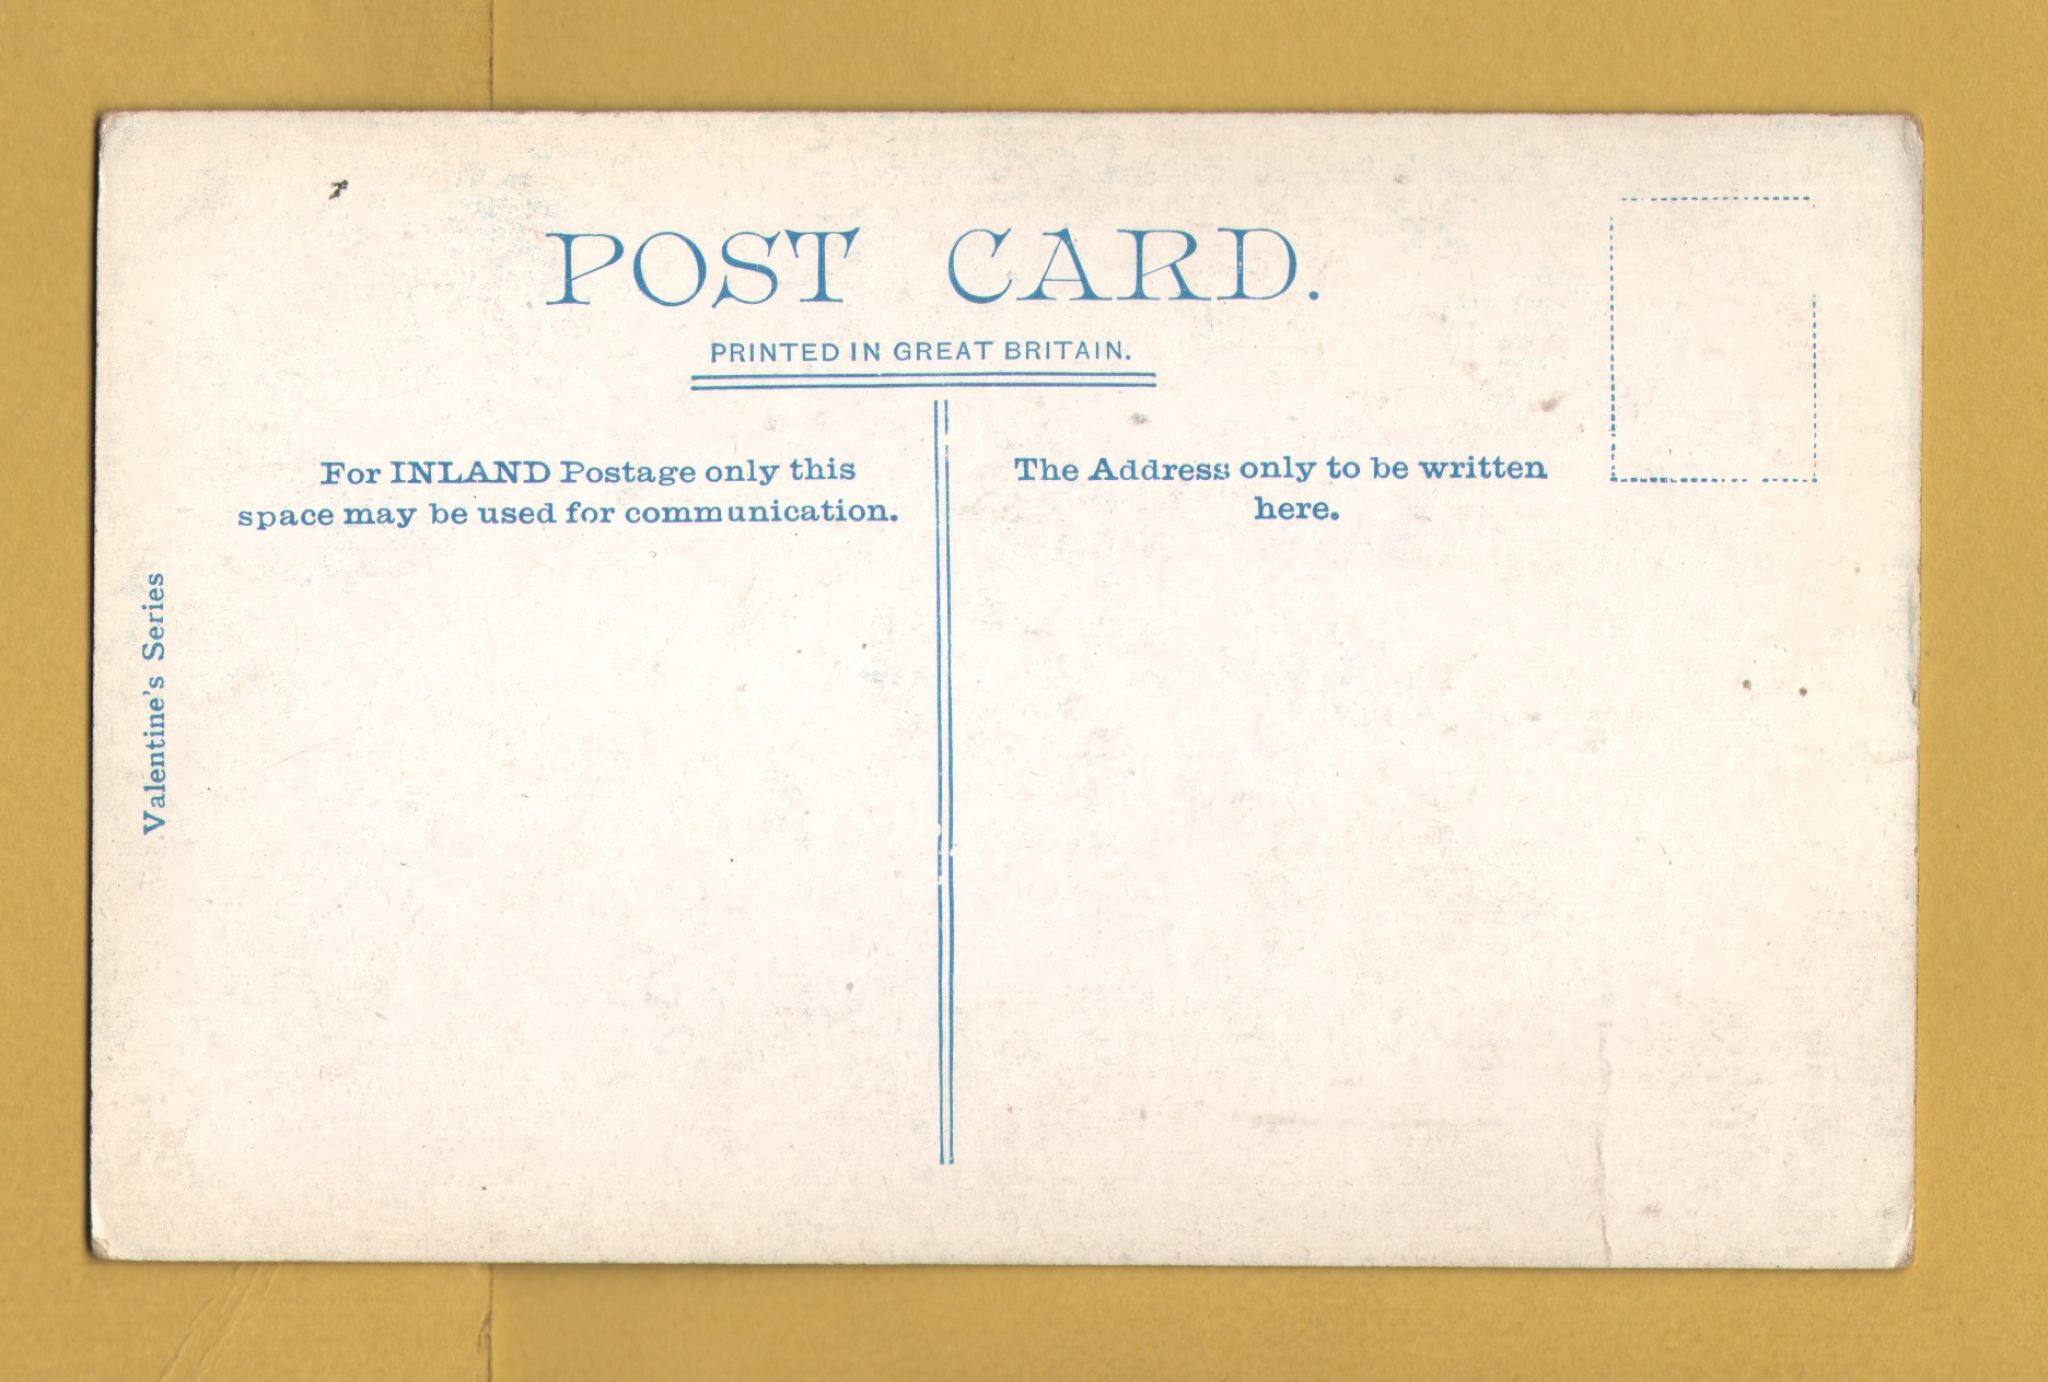 POST CARD.
PRINTED IN GREAT BRITAIN.
For INLAND Postage only this
space may be used for communication.
The Address only to be written
here.
Valentine's Series